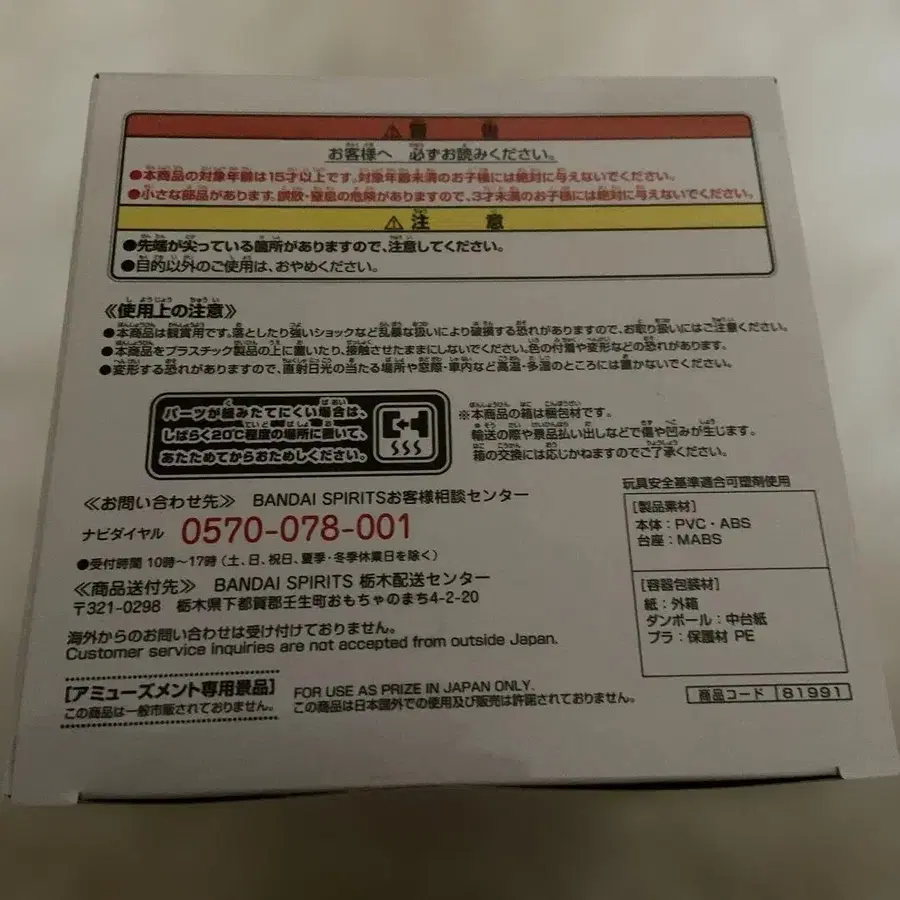 ⚠警 告
お客様へ 必ずお読みください。
●本商品の対象年齢は15才以上です。対象年齢未満のお子様には絶対に与えないでください。
●小さな部品があります。誤飲・窒息の危険がありますので、3才未満のお子様には絶対に与えないでください。
⚠注 意
●先端が尖っている箇所がありますので、注意してください。
●目的以外のご使用は、おやめください。
≪使用上の注意≫
●本商品は観賞用です。落としたり強いショックなど乱暴な扱いにより破損する恐れがありますので、お取り扱いにはご注意ください。
●本商品をプラスチック製品の上に置いたり、接触させたままにしないでください。色の付着や変形などの恐れがあります。
●変形する恐れがありますので、直射日光の当たる場所や窓際・車内など高温・多湿のところには置かないでください。
パーツが組みたてにくい場合は、
しばらく20℃程度の場所に置いて、
あたためてからおためしください。
※本商品の箱は梱包材です。
輸送の際や景品払い出しなどで傷や凹みが生じます。
箱の交換には応じかねますのでご了承ください。
≪お問い合わせ先≫ BANDAI SPIRITSお客様相談センター
ナビダイヤル 0570-078-001
●受付時間 10時〜17時(土、日、祝日、夏季・冬季休業日を除く)
≪商品送付先≫ BANDAI SPIRITS 栃木配送センター
〒321-0298 栃木県下都賀郡壬生町おもちゃのまち4-2-20
海外からのお問い合わせは受け付けておりません。
Customer service inquiries are not accepted from outside Japan.
玩具安全基準適合可塑剤使用
[製品素材]
本体：PVC・ABS
台座：MABS
[容器包装材]
紙：外箱
ダンボール：中台紙
プラ：保護材 PE
[アミューズメント専用景品]
この商品は一般市販されておりません。
FOR USE AS PRIZE IN JAPAN ONLY.
この商品は日本国外での使用及び販売は許諾されておりません。
商品コード 81991